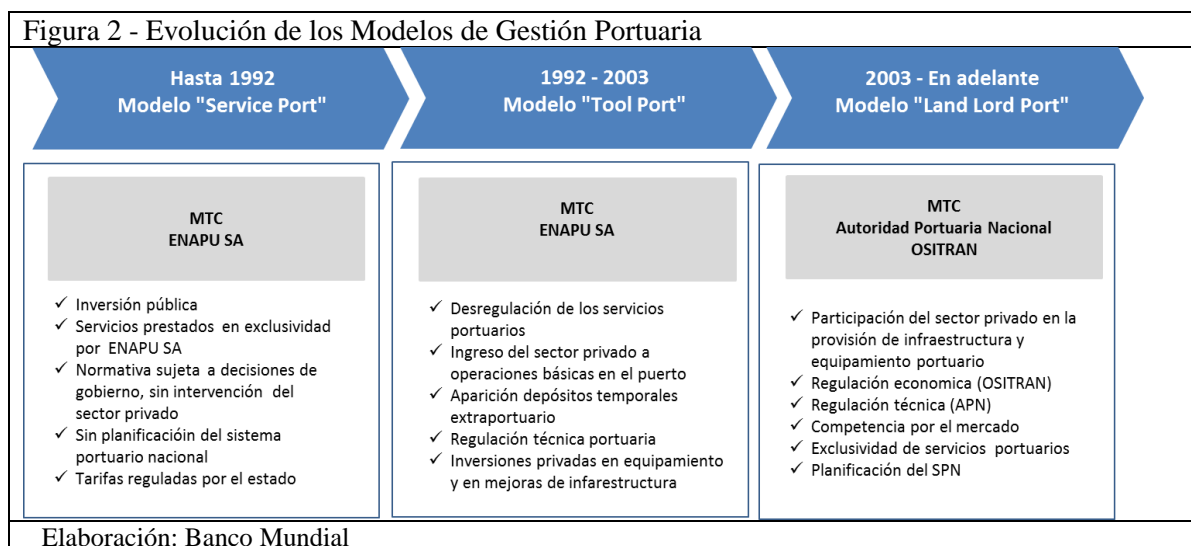 Figura 2 - Evolución de los Modelos de Gestión Portuaria
Hasta 1992
Modelo "Service Port"
MTC
ENAPU SA
✓ Inversión pública
✓ Servicios prestados en exclusividad
por ENAPU SA
✓ Normativa sujeta a decisiones de
gobierno, sin intervención del
sector privado
✓ Sin planificacióin del sistema
portuario nacional
✓ Tarifas reguladas por el estado
1992 - 2003
Modelo "Tool Port"
MTC
ENAPU SA
✓ Desregulación de los servicios
portuarios
✓ Ingreso del sector privado a
operaciones básicas en el puerto
✓ Aparición depósitos temporales
extraportuario
✓ Regulación técnica portuaria
✓ Inversiones privadas en equipamiento
y en mejoras de infarestructura
2003 - En adelante
Modelo "Land Lord Port"
MTC
Autoridad Portuaria Nacional
OSITRAN
✓ Participación del sector privado en la
provisión de infraestructura y
equipamiento portuario
✓ Regulación economica (OSITRAN)
✓ Regulación técnica (APN)
✓ Competencia por el mercado
✓ Exclusividad de servicios portuarios
✓ Planificación del SPN
Elaboración: Banco Mundial